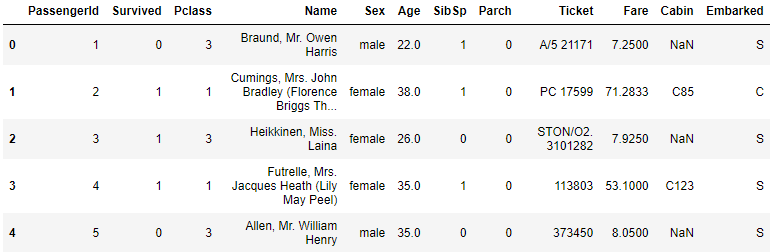 PassengerId Survived Pclass Name Sex Age SibSp Parch Ticket Fare Cabin Embarked
0 1 0 3 Braund, Mr. Owen Harris male 22.0 1 0 A/5 21171 7.2500 NaN S
1 2 1 1 Cumings, Mrs. John Bradley (Florence Briggs Th... female 38.0 1 0 PC 17599 71.2833 C85 C
2 3 1 3 Heikkinen, Miss. Laina female 26.0 0 0 STON/O2. 3101282 7.9250 NaN S
3 4 1 1 Futrelle, Mrs. Jacques Heath (Lily May Peel) female 35.0 1 0 113803 53.1000 C123 S
4 5 0 3 Allen, Mr. William Henry male 35.0 0 0 373450 8.0500 NaN S